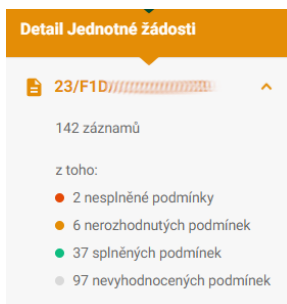 Detail Jednotné žádosti
23/F1D
142 záznamů
z toho:
2 nesplněné podmínky
6 nerozhodnutých podmínek
37 splněných podmínek
97 nevyhodnocených podmínek